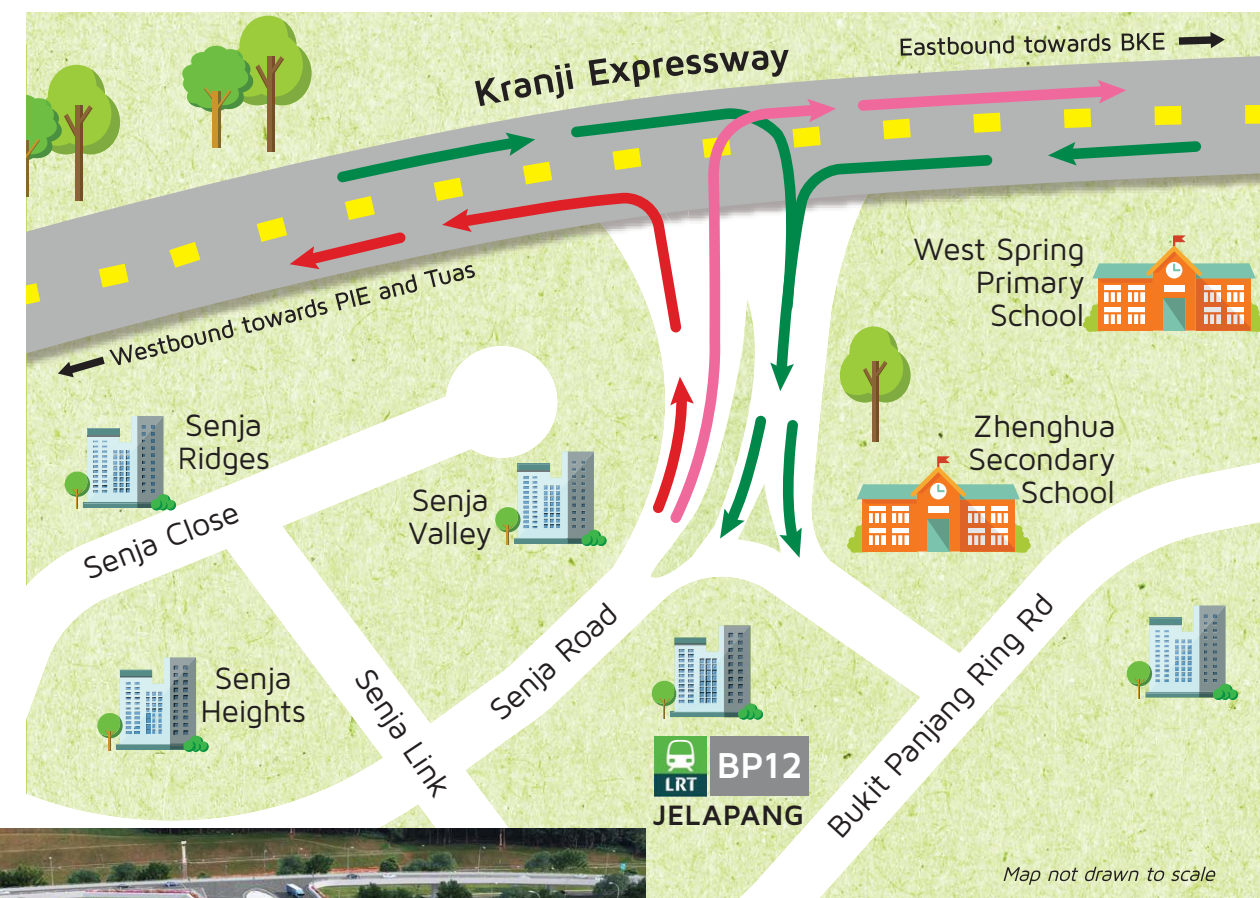 Eastbound towards BKE
Kranji Expressway
Westbound towards PIE and Tuas
West Spring
Primary
School
Senja
Ridges
Zhenghua
Secondary
School
Senja
Valley
Senja Close
Senja Road
Senja
Heights
Senja Link
Bukit Panjang Ring Rd
LRT
BP12
JELAPANG
Map not drawn to scale